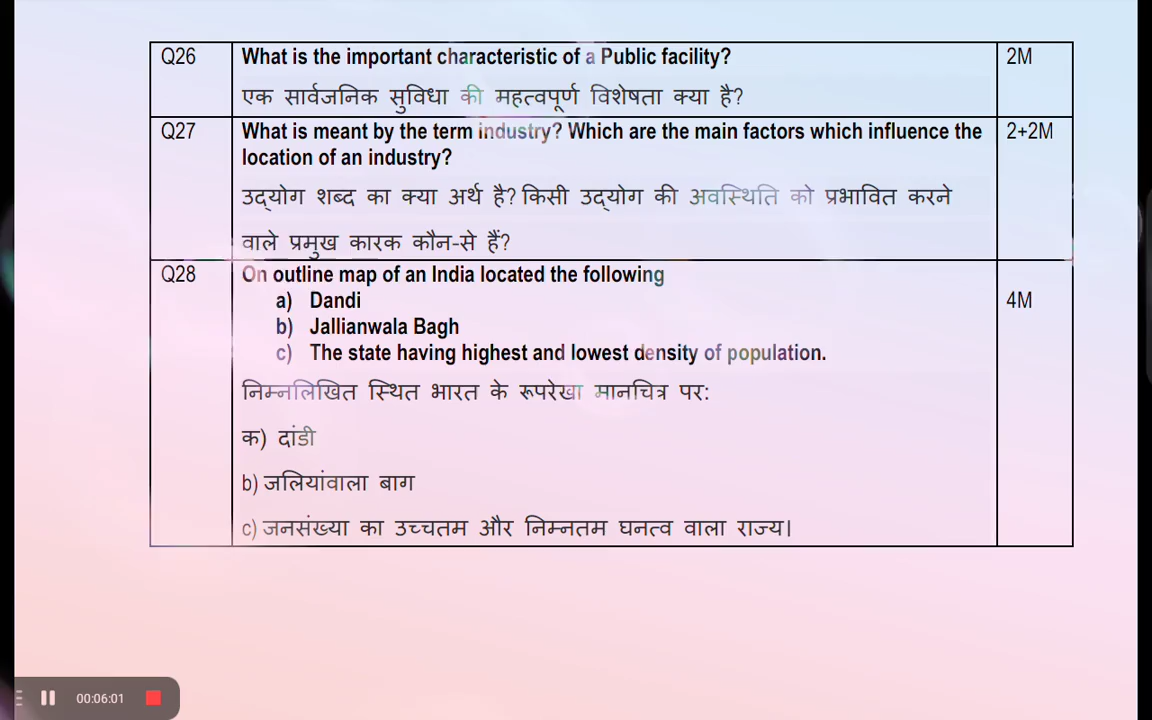 Q26 What is the important characteristic of a Public facility? 2M
एक सार्वजनिक सुविधा की महत्वपूर्ण विशेषता क्या है?
Q27 What is meant by the term industry? Which are the main factors which influence the 2+2M
location of an industry?
उद्योग शब्द का क्या अर्थ है? किसी उद्योग की अवस्थिति को प्रभावित करने
वाले प्रमुख कारक कौन-से हैं?
Q28 On outline map of an India located the following
a) Dandi 4M
b) Jallianwala Bagh
c) The state having highest and lowest density of population.
निम्नलिखित स्थित भारत के रूपरेखा मानचित्र पर:
क) दांडी
b) जलियांवाला बाग
c) जनसंख्या का उच्चतम और निम्नतम घनत्व वाला राज्य।
00:06:01